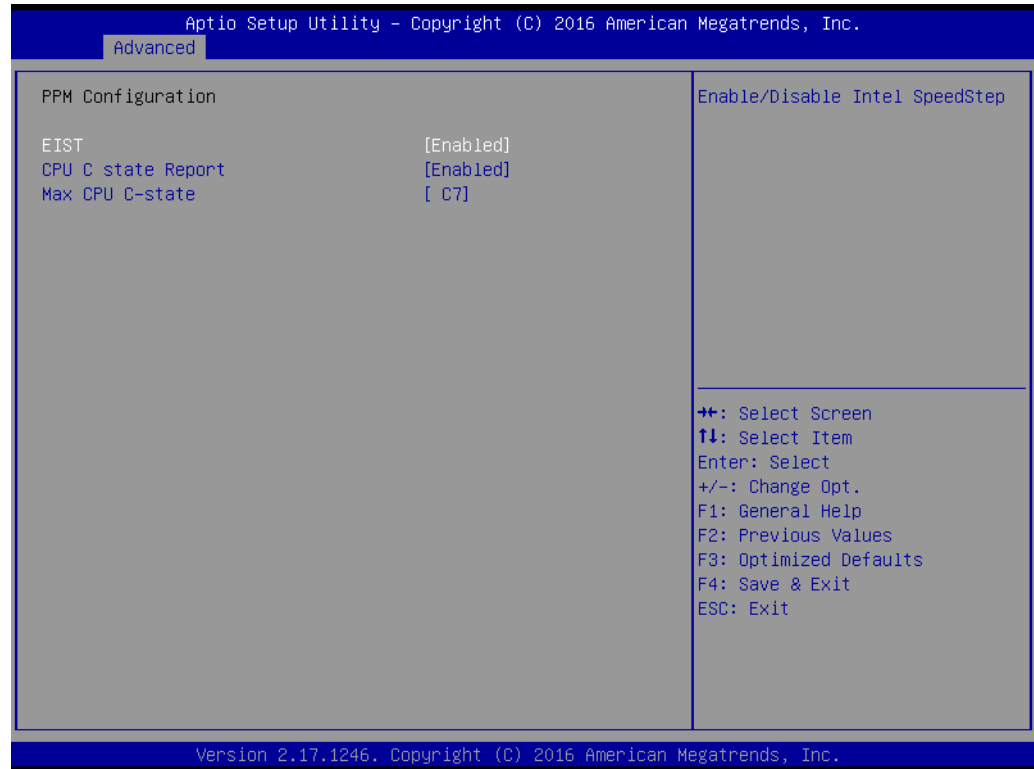 Aptio Setup Utility – Copyright (C) 2016 American Megatrends, Inc.
Advanced
PPM Configuration
EIST [Enabled]
CPU C state Report [Enabled]
Max CPU C-state [ C7]
Enable/Disable Intel SpeedStep
→←: Select Screen
↑↓: Select Item
Enter: Select
+/-: Change Opt.
F1: General Help
F2: Previous Values
F3: Optimized Defaults
F4: Save & Exit
ESC: Exit
Version 2.17.1246. Copyright (C) 2016 American Megatrends, Inc.